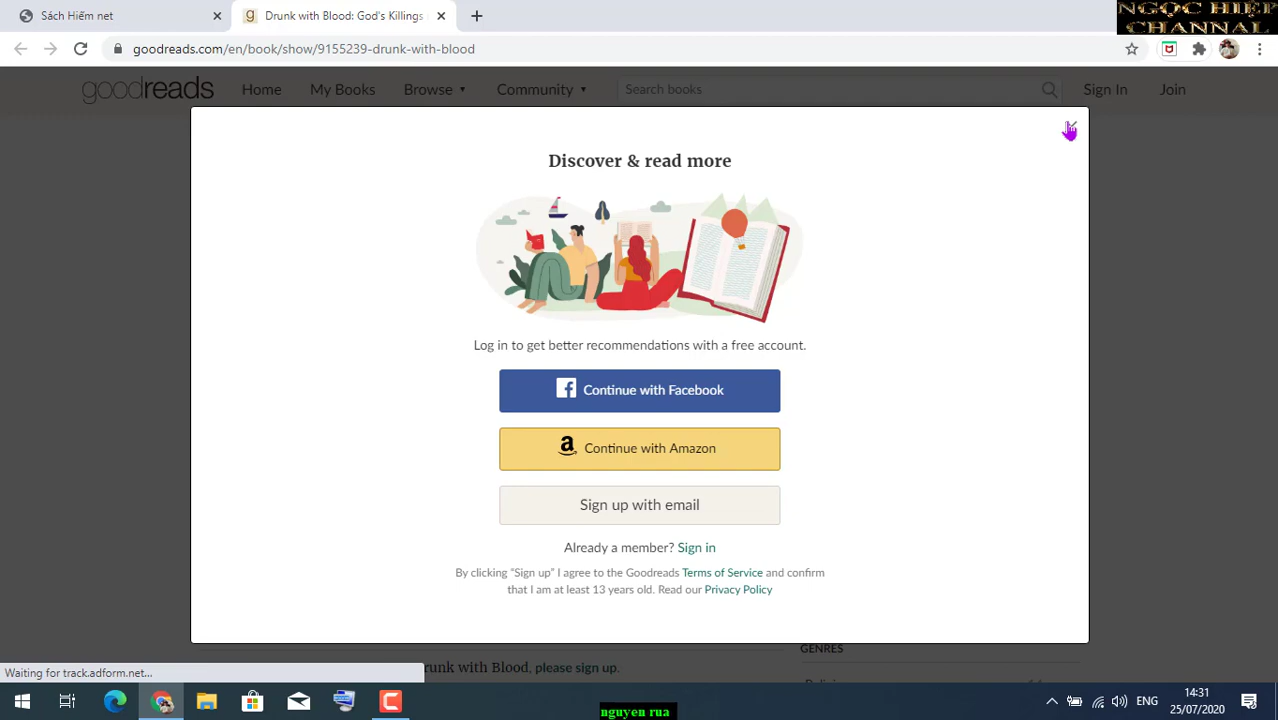 Sách Hiếm net
Drunk with Blood: God's Killings
NGỌC HIỆP
CHANNAL
goodreads.com/en/book/show/9155239-drunk-with-blood
goodreads Home My Books Browse Community Search books Sign In Join
Discover & read more
Log in to get better recommendations with a free account.
Continue with Facebook
Continue with Amazon
Sign up with email
Already a member? Sign in
By clicking “Sign up” I agree to the Goodreads Terms of Service and confirm
that I am at least 13 years old. Read our Privacy Policy
GENRES
Waiting for track.adform.net...
with Blood, please sign up.
ENG
14:31
25/07/2020
nguyen rua